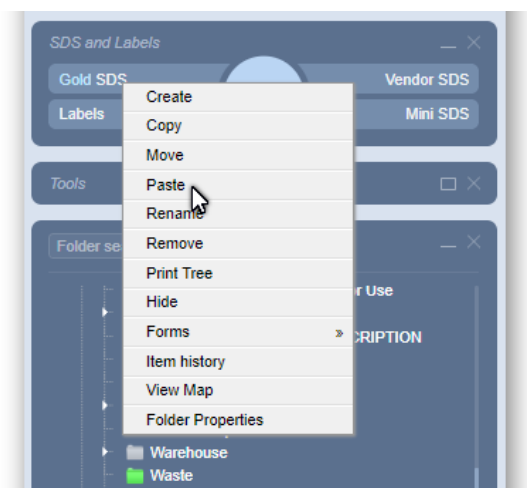 SDS and Labels
Gold SDS
Vendor SDS
Labels
Mini SDS
Create
Copy
Move
Paste
Rename
Remove
Print Tree
Hide
Forms »
Item history
View Map
Folder Properties
Tools
Folder se
r Use
CRIPTION
Warehouse
Waste